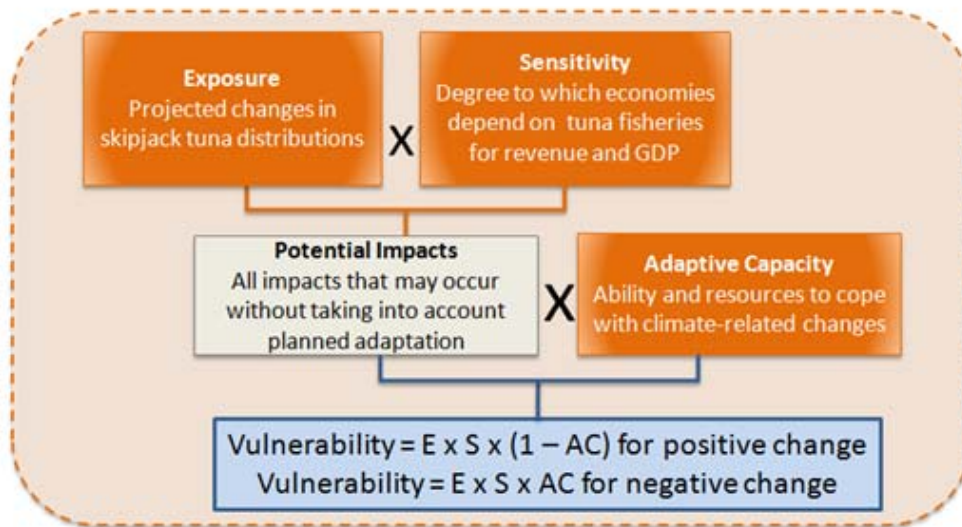 Exposure
Projected changes in
skipjack tuna distributions
X
Sensitivity
Degree to which economies
depend on tuna fisheries
for revenue and GDP
Potential Impacts
All impacts that may occur
without taking into account
planned adaptation
X
Adaptive Capacity
Ability and resources to cope
with climate-related changes
Vulnerability = E x S x (1 – AC) for positive change
Vulnerability = E x S x AC for negative change